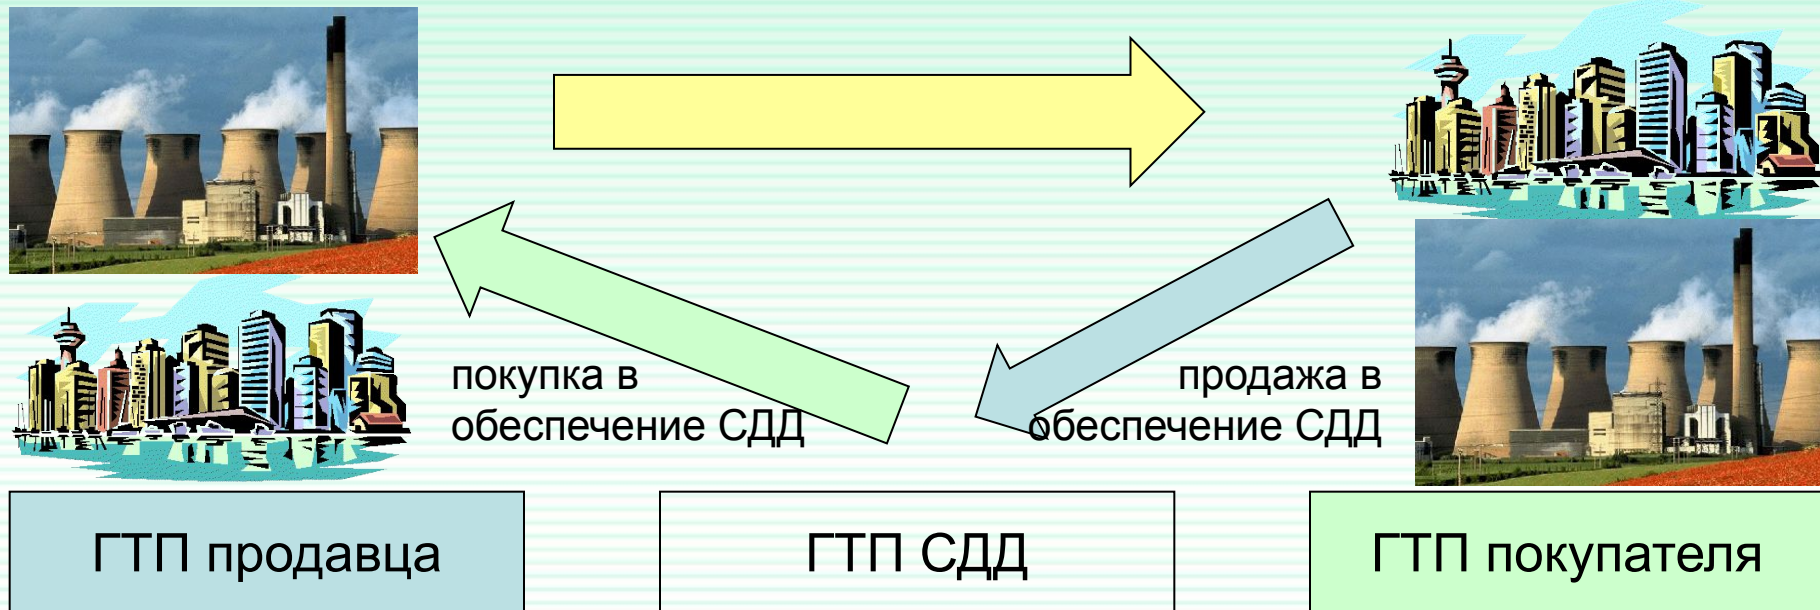 покупка в
обеспечение СДД
продажа в
обеспечение СДД
ГТП продавца
ГТП СДД
ГТП покупателя